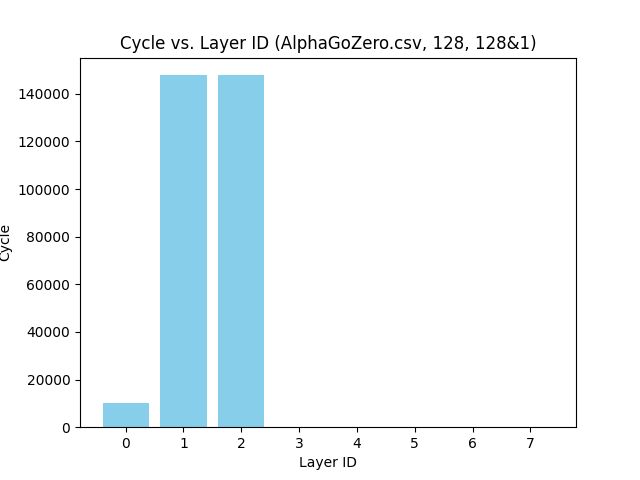 Cycle vs. Layer ID (AlphaGoZero.csv, 128, 128&1)
140000
120000
100000
80000
60000
40000
20000
0
Cycle
0 1 2 3 4 5 6 7
Layer ID